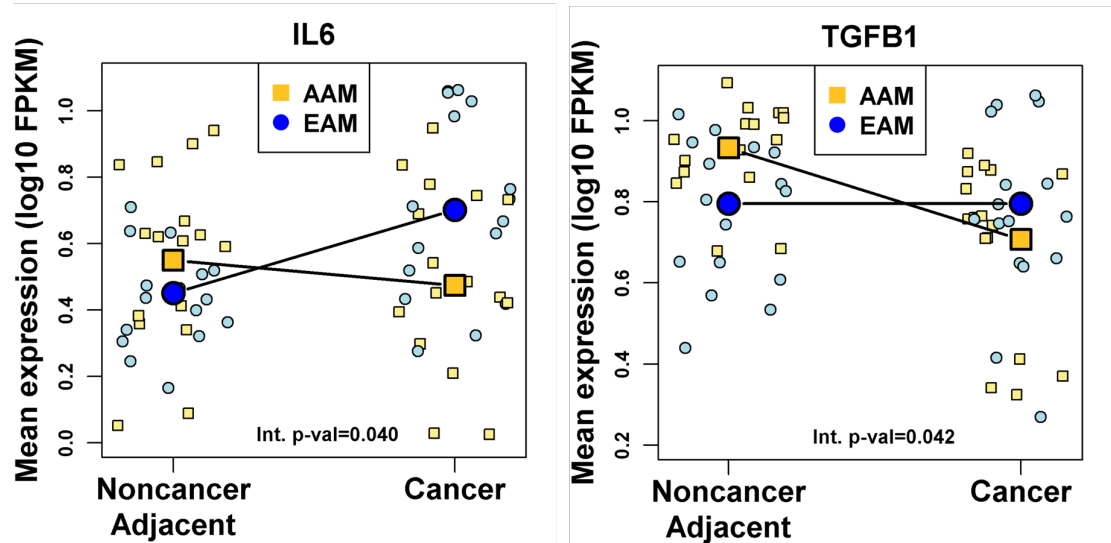 IL6
Mean expression (log10 FPKM)
1.0
0.8
0.6
0.4
0.2
0.0
AAM
EAM
Int. p-val=0.040
Noncancer
Adjacent
Cancer
TGFB1
Mean expression (log10 FPKM)
1.0
0.8
0.6
0.4
0.2
AAM
EAM
Int. p-val=0.042
Noncancer
Adjacent
Cancer